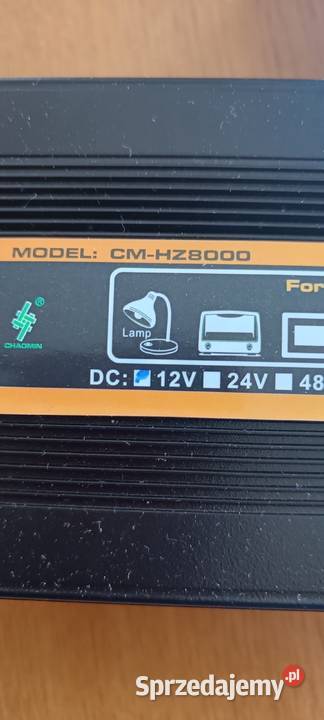 MODEL: CM-HZ8000
For
Lamp
®
CHAOMIN
DC: 12V 24V 48
Sprzedajemy.pl